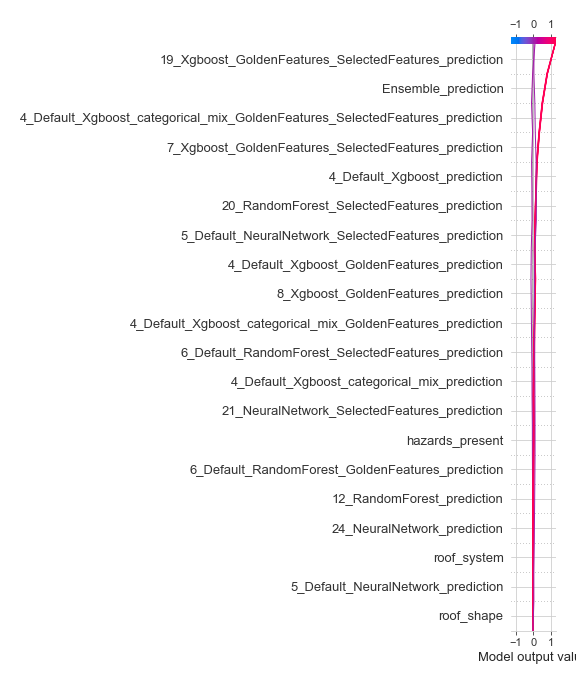 −1 0 1
19_Xgboost_GoldenFeatures_SelectedFeatures_prediction
Ensemble_prediction
4_Default_Xgboost_categorical_mix_GoldenFeatures_SelectedFeatures_prediction
7_Xgboost_GoldenFeatures_SelectedFeatures_prediction
4_Default_Xgboost_prediction
20_RandomForest_SelectedFeatures_prediction
5_Default_NeuralNetwork_SelectedFeatures_prediction
4_Default_Xgboost_GoldenFeatures_prediction
8_Xgboost_GoldenFeatures_prediction
4_Default_Xgboost_categorical_mix_GoldenFeatures_prediction
6_Default_RandomForest_SelectedFeatures_prediction
4_Default_Xgboost_categorical_mix_prediction
21_NeuralNetwork_SelectedFeatures_prediction
hazards_present
6_Default_RandomForest_GoldenFeatures_prediction
12_RandomForest_prediction
24_NeuralNetwork_prediction
roof_system
5_Default_NeuralNetwork_prediction
roof_shape
−1 0 1
Model output valu